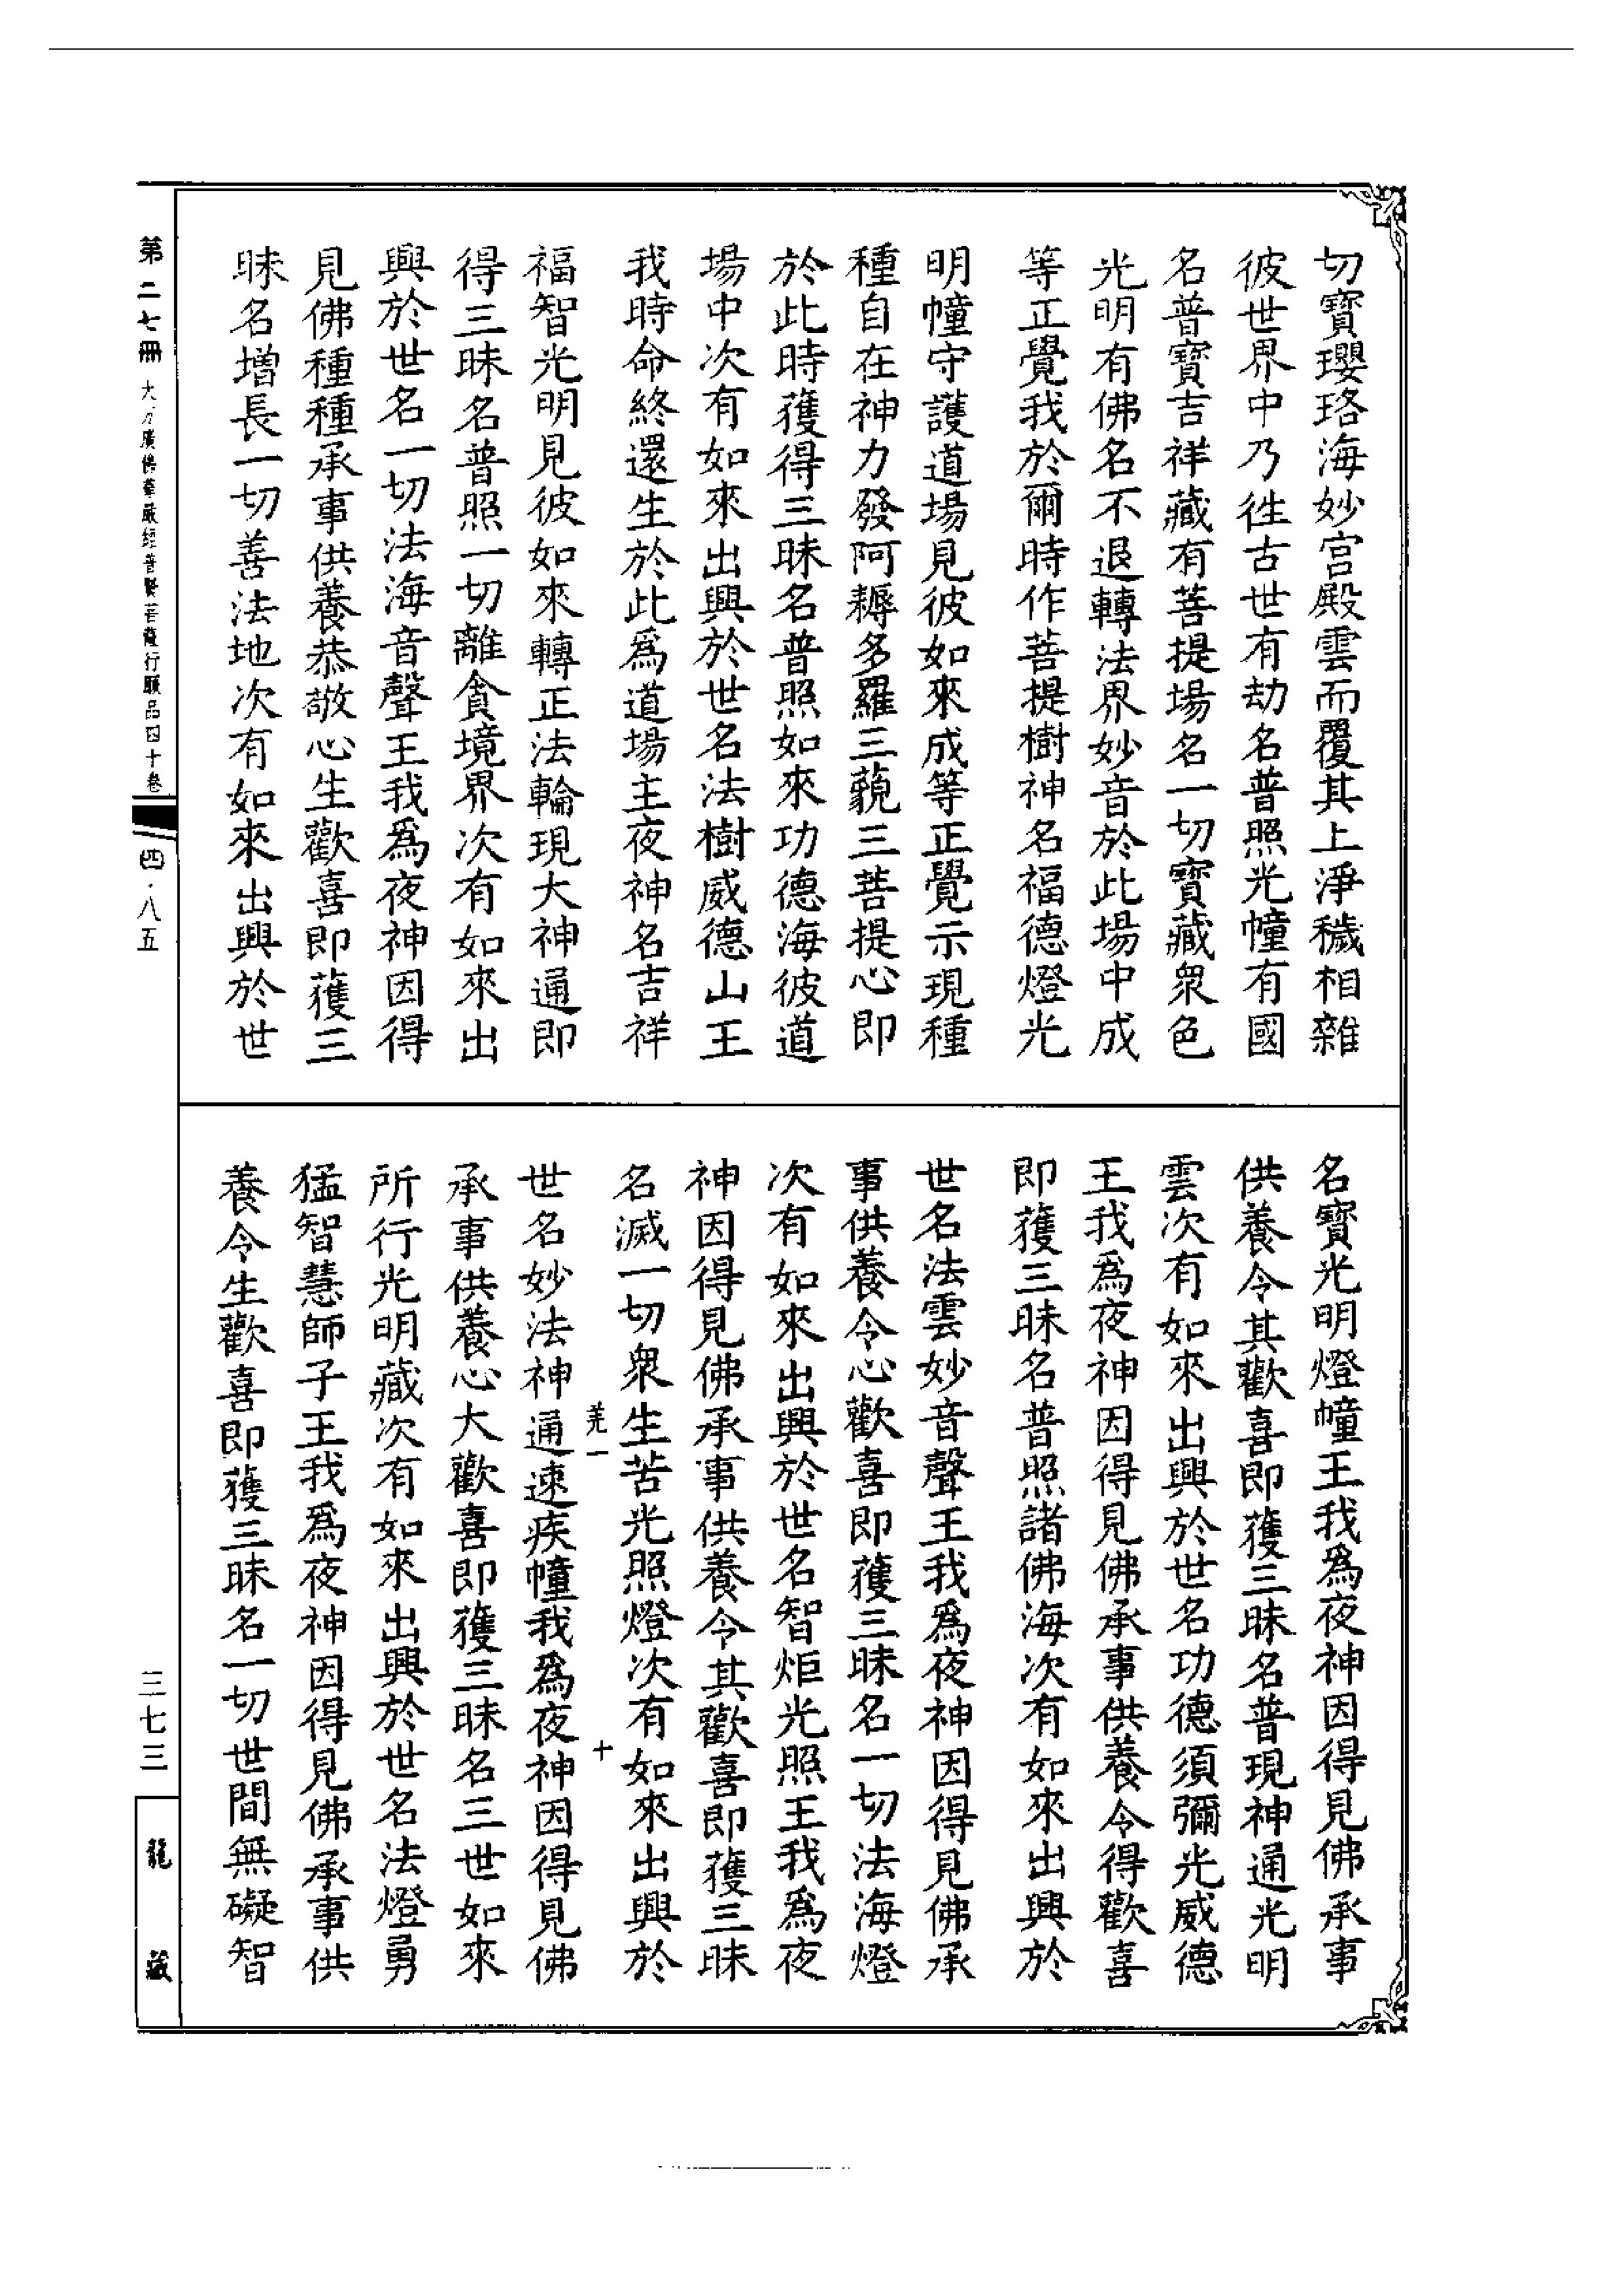 切寶瓔珞海妙宮殿雲而覆其上淨穢相雜
彼世界中乃徃古世有劫名普照光幢有國
名普寶吉祥藏有菩提場名一切寶藏衆色
光明有佛名不退轉法界妙音於此場中成
等正覺我於爾時作菩提樹神名福德燈光
明幢守護道場見彼如來成等正覺示現種
種自在神力發阿耨多羅三藐三菩提心即
於此時獲得三昧名普照如來功德海彼道
場中次有如來出興於世名法樹威德山王
我時命終還生於此爲道場主夜神名吉祥
福智光明見彼如來轉正法輪現大神通即
得三昧名普照一切離貪境界次有如來出
興於世名一切法海音聲王我爲夜神因得
見佛種種承事供養恭敬心生歡喜即獲三
昧名增長一切善法地次有如來出興於世
名寶光明燈幢王我爲夜神因得見佛承事
供養令其歡喜即獲三昧名普現神通光明
雲次有如來出興於世名功德須彌光威德
王我爲夜神因得見佛承事供養令得歡喜
即獲三昧名普照諸佛海次有如來出興於
世名法雲妙音聲王我爲夜神因得見佛承
事供養令心歡喜即獲三昧名一切法海燈
次有如來出興於世名智炬光照王我爲夜
神因得見佛承事供養令其歡喜即獲三昧
名滅一切衆生苦光照燈次有如來出興於
羌一 十
世名妙法神通速疾幢我爲夜神因得見佛
承事供養心大歡喜即獲三昧名三世如來
所行光明藏次有如來出興於世名法燈勇
猛智慧師子王我爲夜神因得見佛承事供
養令生歡喜即獲三昧名一切世間無礙智
第二七冊 大方廣佛華嚴經普賢菩薩行願品四十卷 (四)·八五
三七三
龍藏